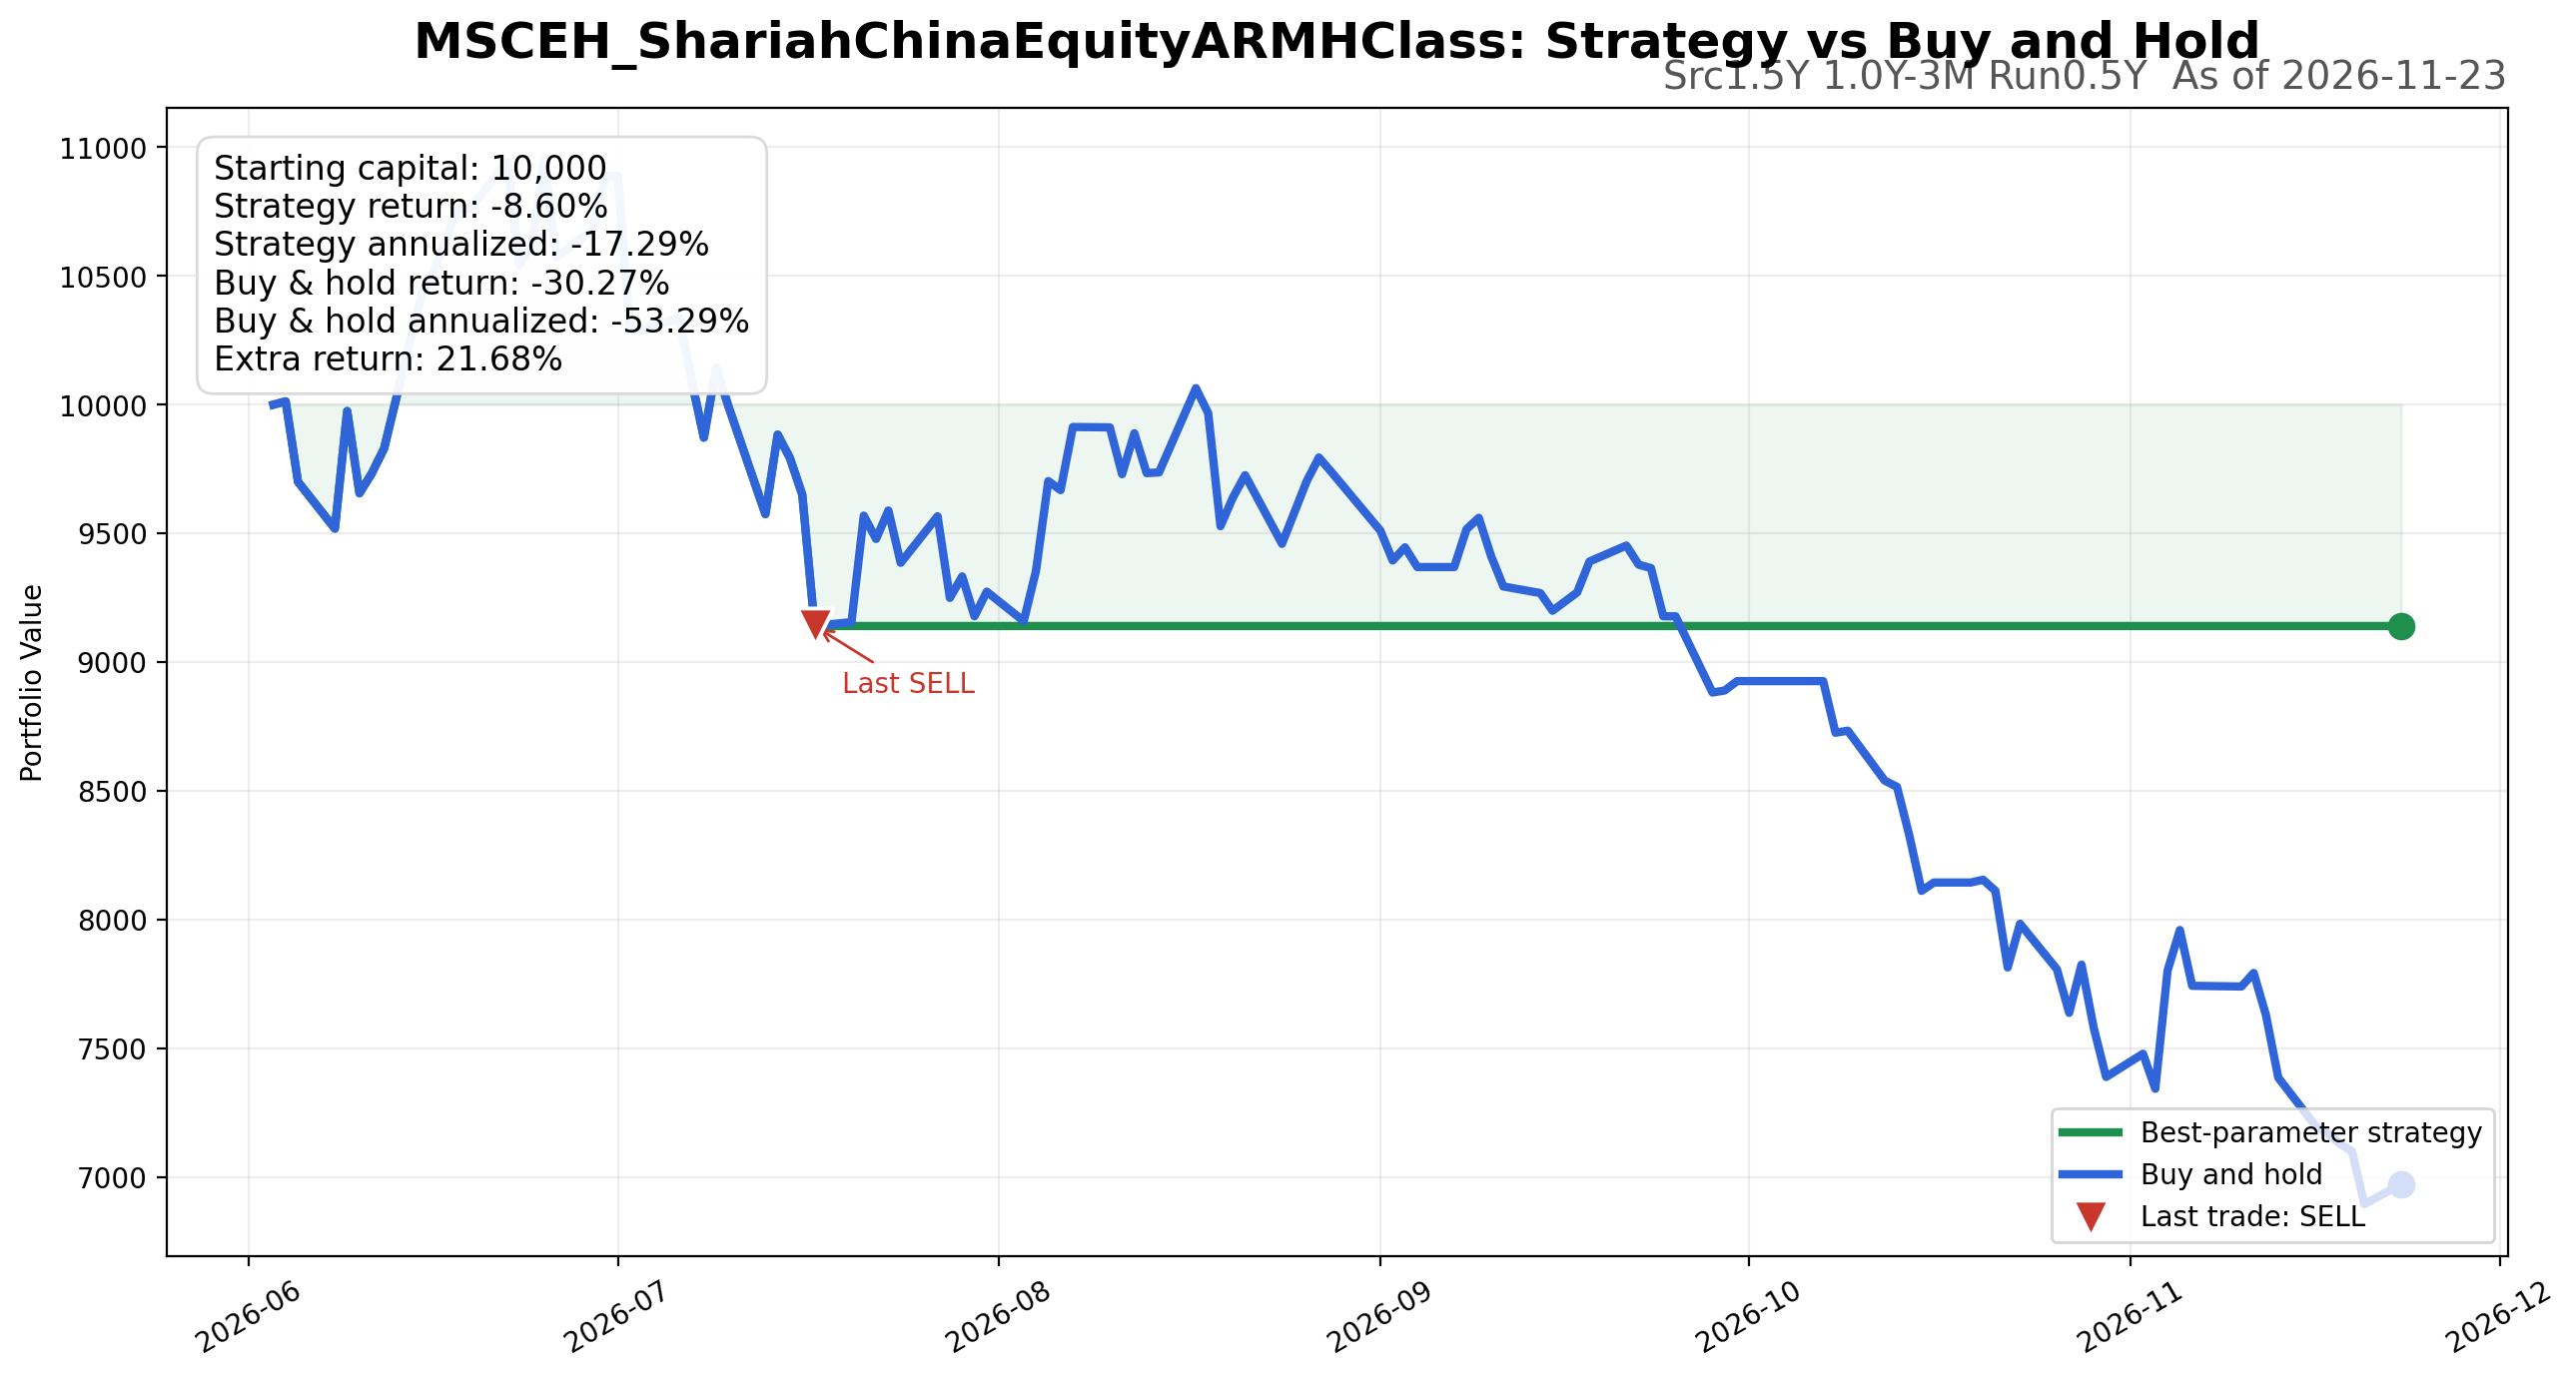 MSCEH_ShariahChinaEquityARMHClass: Strategy vs Buy and Hold
Src1.5Y 1.0Y-3M Run0.5Y  As of 2026-11-23
Starting capital: 10,000
Strategy return: -8.60%
Strategy annualized: -17.29%
Buy & hold return: -30.27%
Buy & hold annualized: -53.29%
Extra return: 21.68%
11000
10500
10000
9500
9000
8500
8000
7500
7000
Portfolio Value
Last SELL
Best-parameter strategy
Buy and hold
Last trade: SELL
2026-06
2026-07
2026-08
2026-09
2026-10
2026-11
2026-12